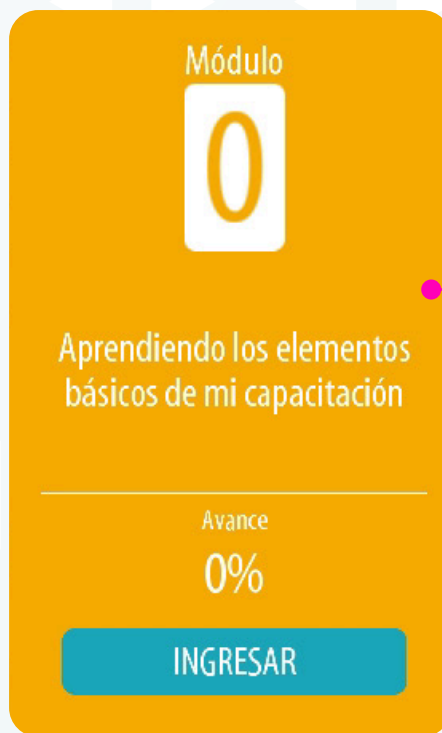 Módulo
0
Aprendiendo los elementos
básicos de mi capacitación
Avance
0%
INGRESAR